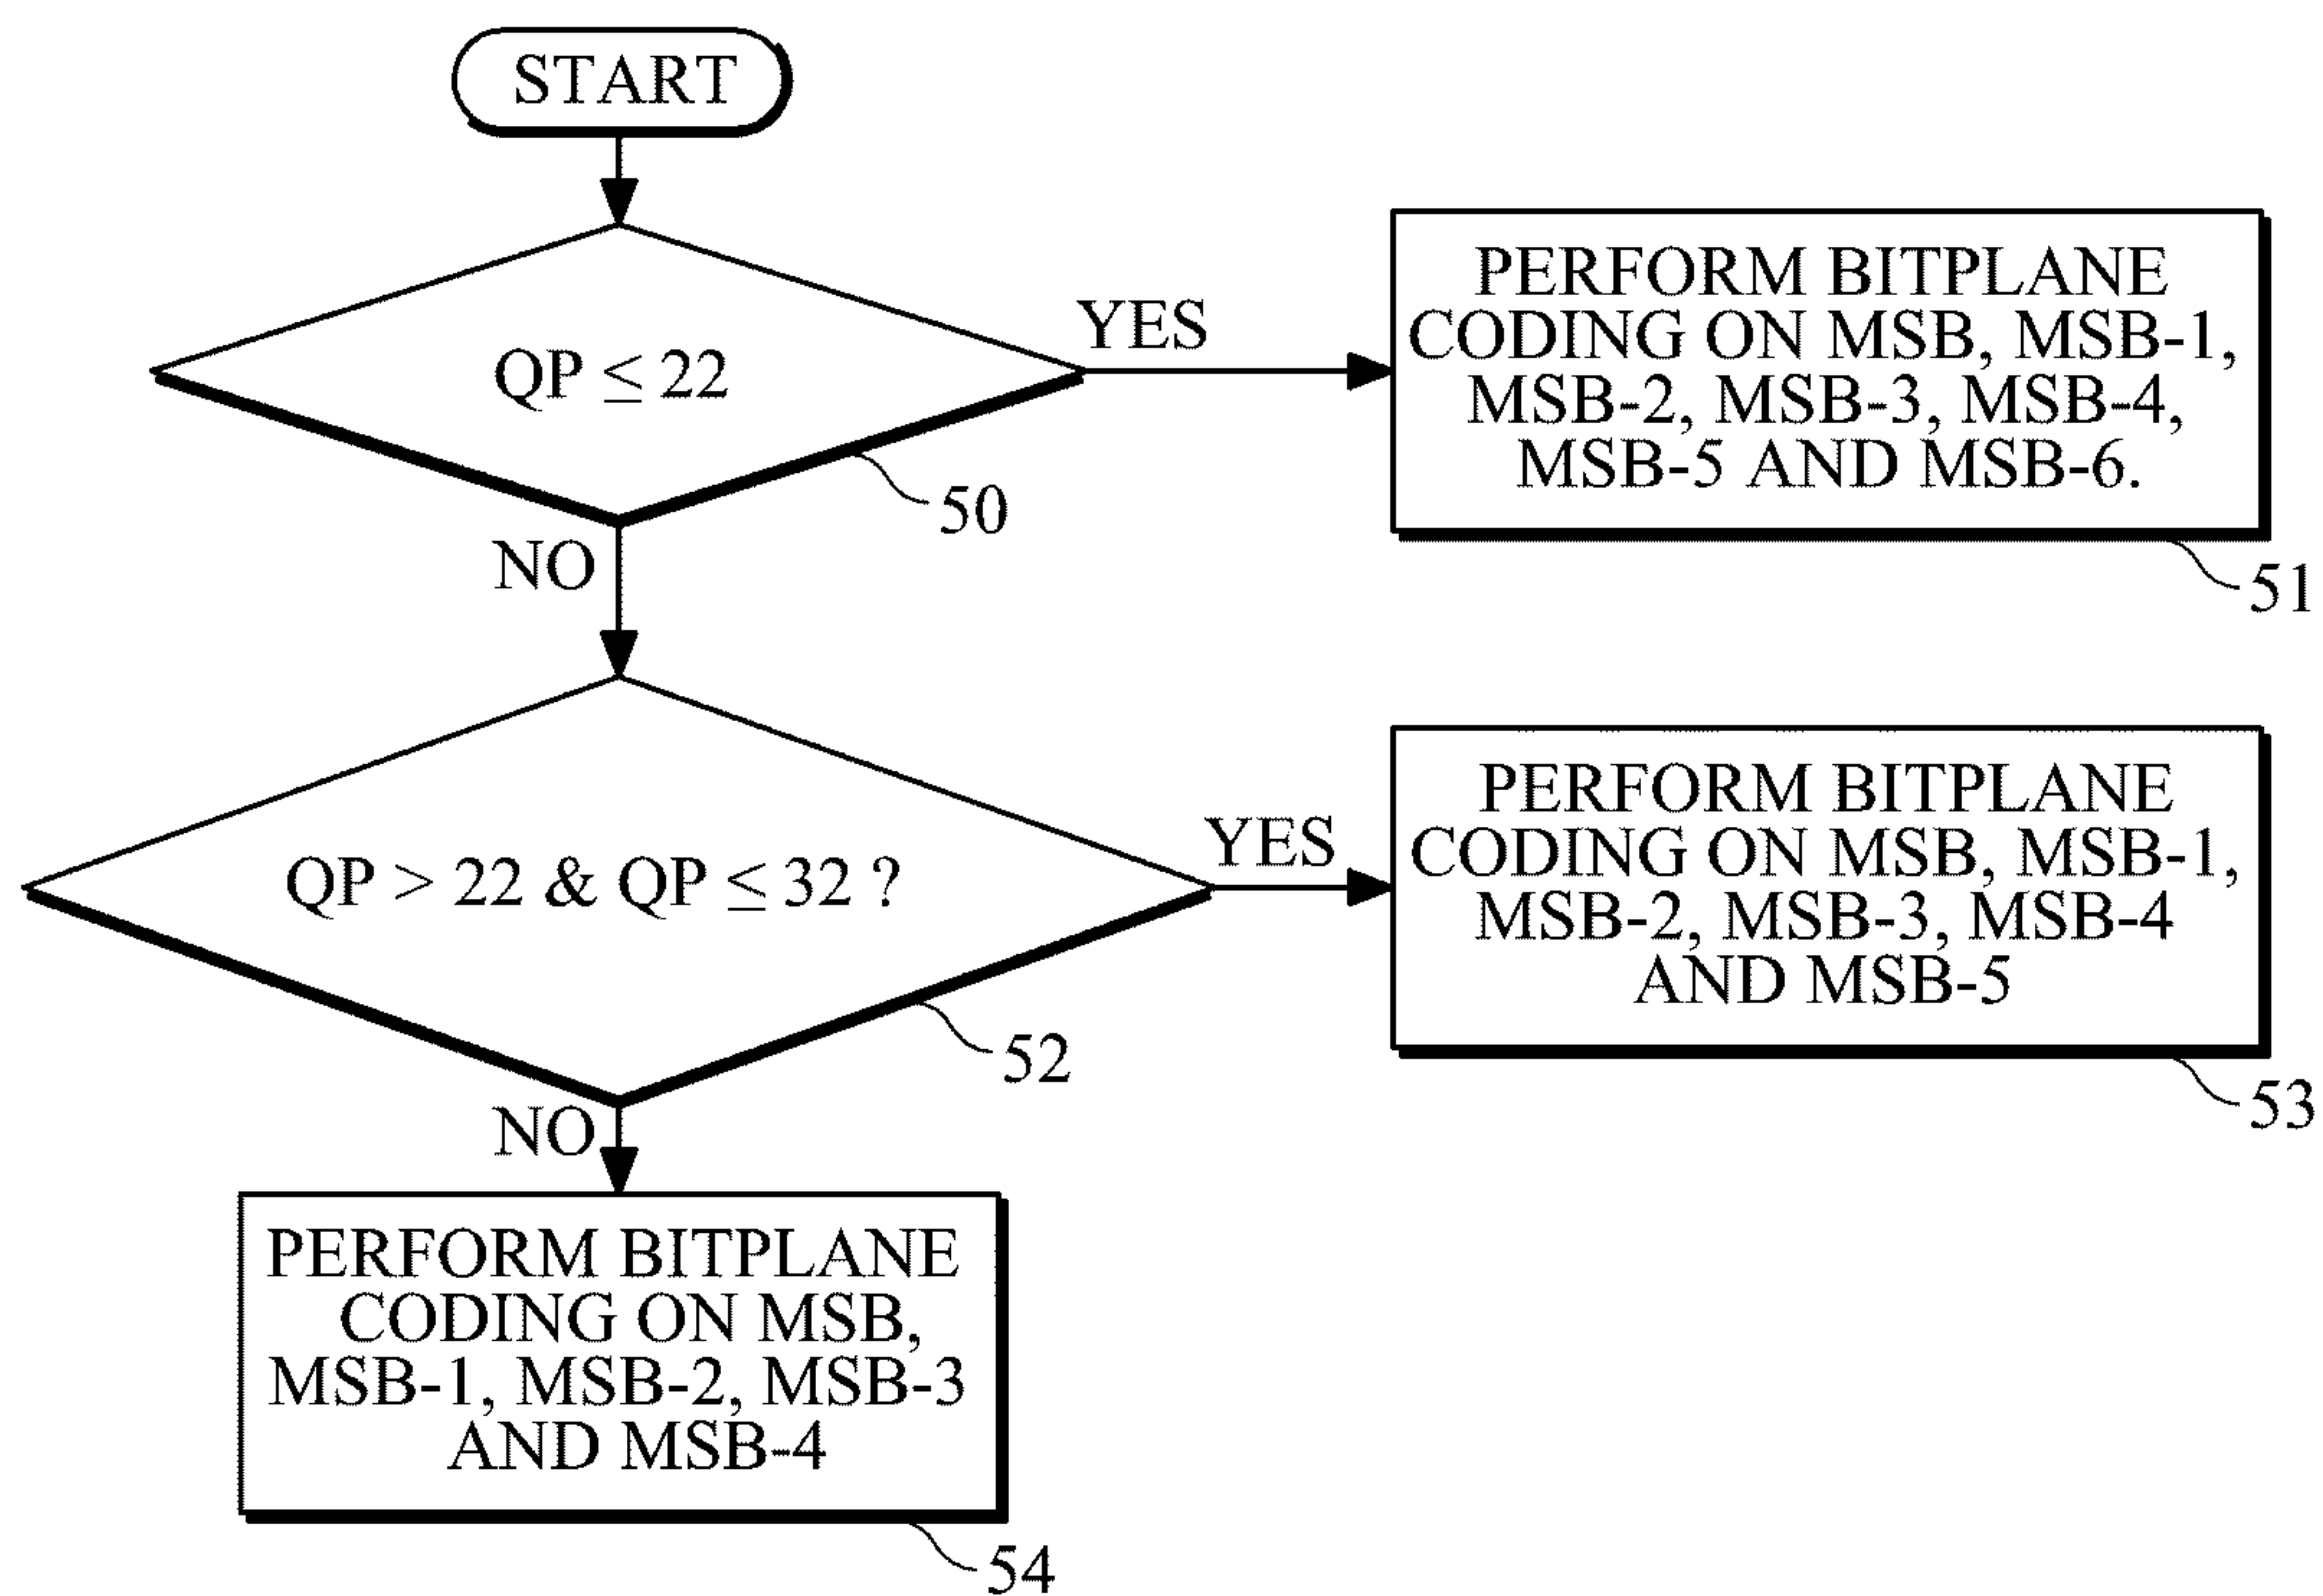 START
QP ≤ 22
YES
PERFORM BITPLANE
CODING ON MSB, MSB-1,
MSB-2, MSB-3, MSB-4,
MSB-5 AND MSB-6.
50
51
NO
QP > 22 & QP ≤ 32 ?
YES
PERFORM BITPLANE
CODING ON MSB, MSB-1,
MSB-2, MSB-3, MSB-4
AND MSB-5
52
53
NO
PERFORM BITPLANE
CODING ON MSB,
MSB-1, MSB-2, MSB-3
AND MSB-4
54